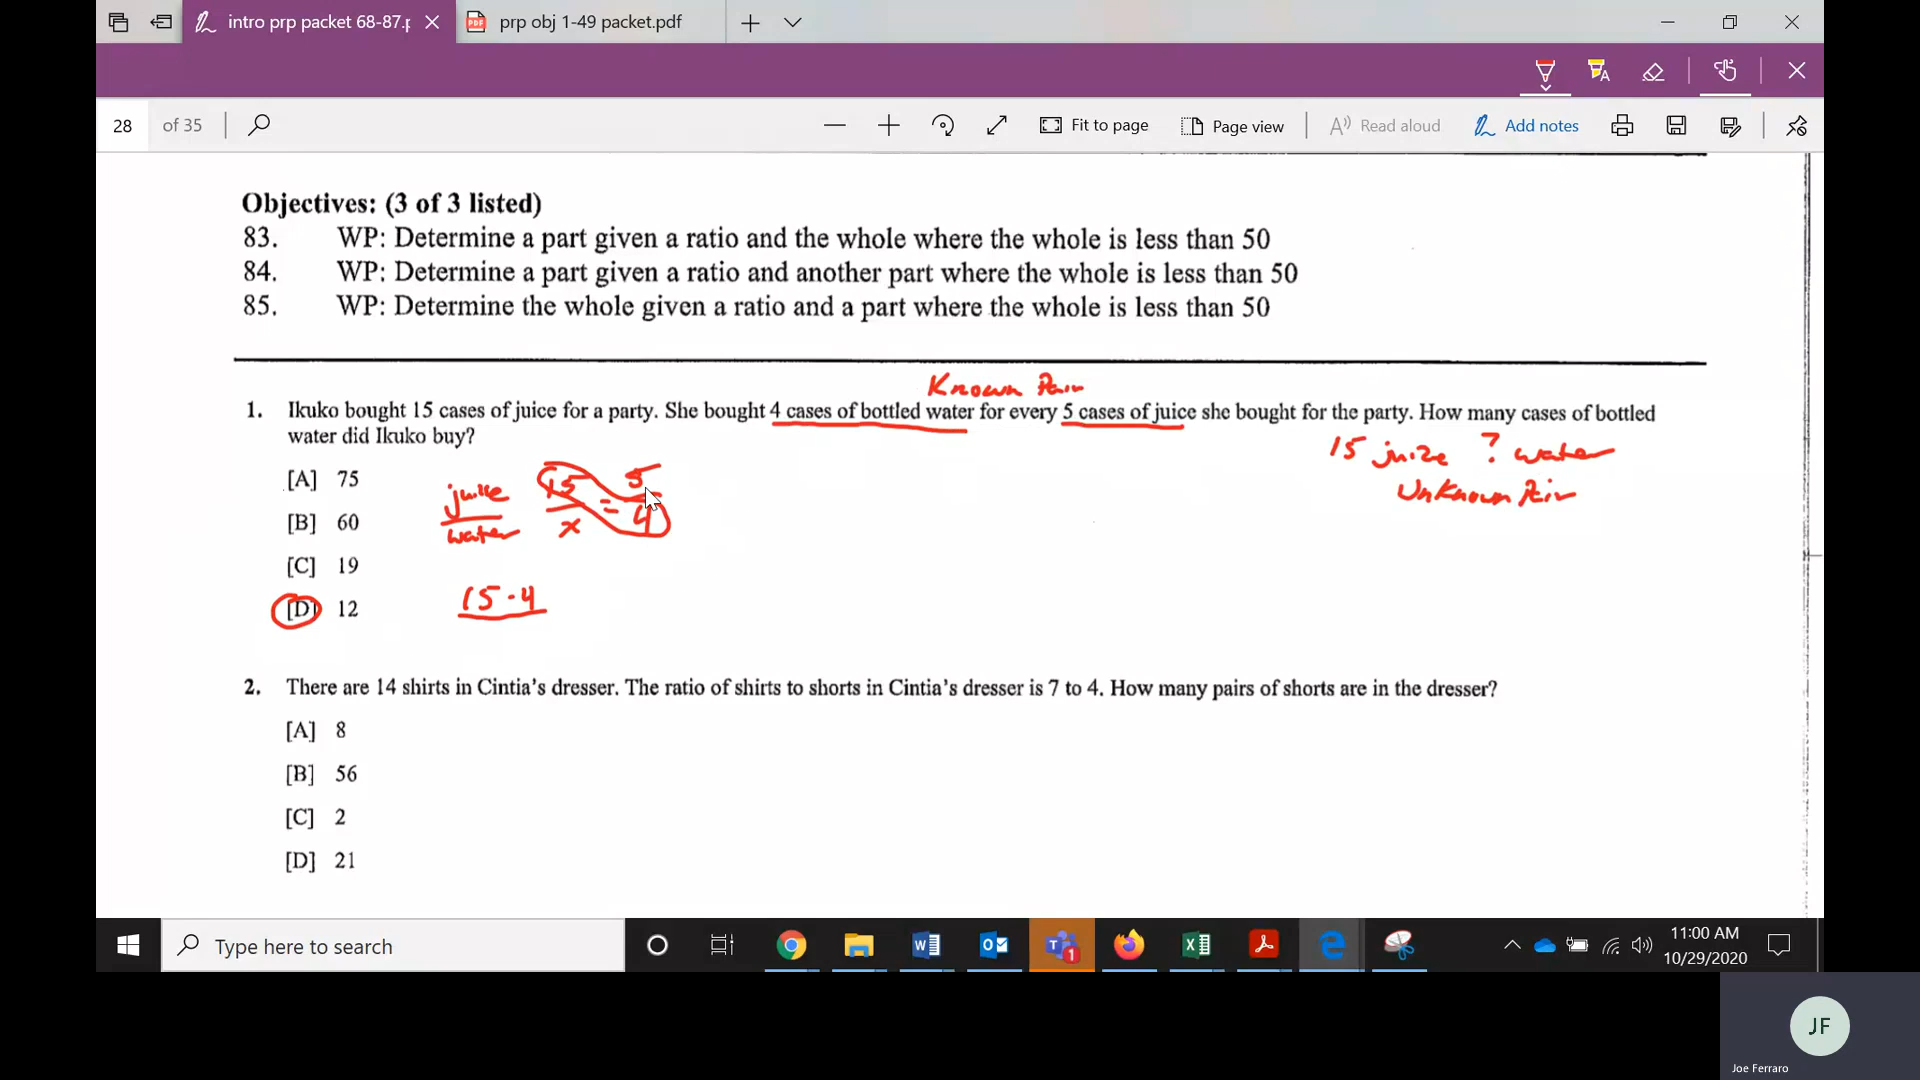 intro prp packet 68-87.p
prp obj 1-49 packet.pdf
28 of 35
Fit to page
Page view
Read aloud
Add notes
Objectives: (3 of 3 listed)
83. WP: Determine a part given a ratio and the whole where the whole is less than 50
84. WP: Determine a part given a ratio and another part where the whole is less than 50
85. WP: Determine the whole given a ratio and a part where the whole is less than 50
Known Pair
1. Ikuko bought 15 cases of juice for a party. She bought 4 cases of bottled water for every 5 cases of juice she bought for the party. How many cases of bottled
water did Ikuko buy?
15 juice ? water
Unknown Pair
[A] 75
juice 15 = 5
water x 4
[B] 60
[C] 19
[D] 12
15·4
2. There are 14 shirts in Cintia's dresser. The ratio of shirts to shorts in Cintia's dresser is 7 to 4. How many pairs of shorts are in the dresser?
[A] 8
[B] 56
[C] 2
[D] 21
Type here to search
1
11:00 AM
10/29/2020
JF
Joe Ferraro